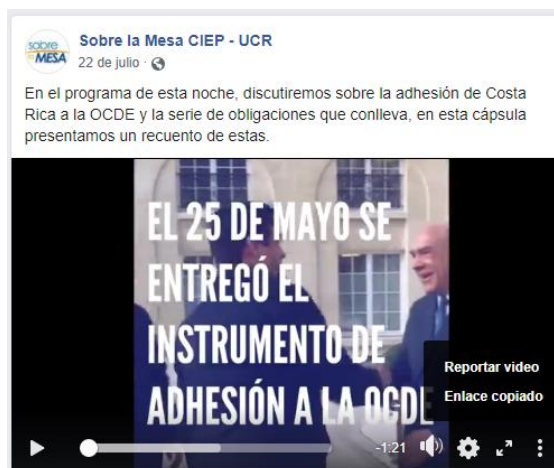 sobre
la MESA
Sobre la Mesa CIEP - UCR
22 de julio ·
En el programa de esta noche, discutiremos sobre la adhesión de Costa
Rica a la OCDE y la serie de obligaciones que conlleva, en esta cápsula
presentamos un recuento de estas.
EL 25 DE MAYO SE
ENTREGÓ EL
INSTRUMENTO DE
ADHESIÓN A LA OCDE
Reportar video
Enlace copiado
-1:21